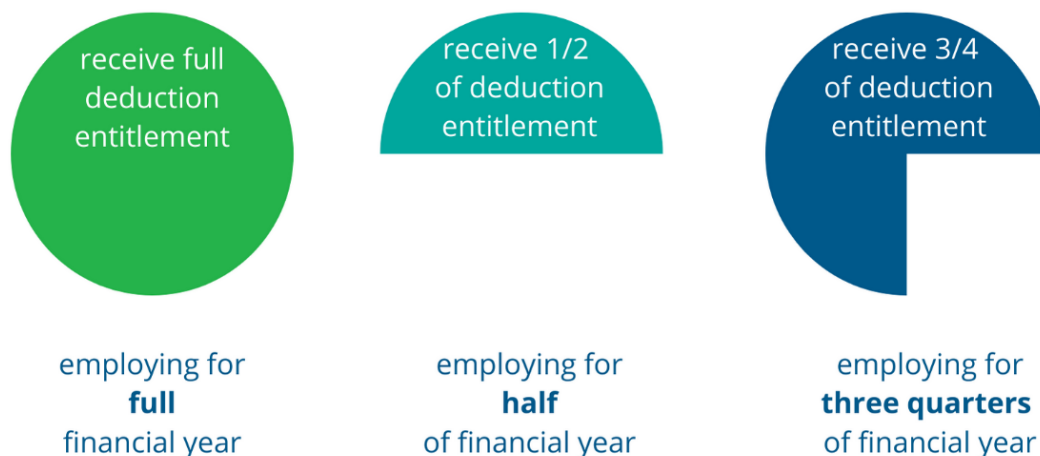 receive full
deduction
entitlement
employing for
full
financial year
receive 1/2
of deduction
entitlement
employing for
half
of financial year
receive 3/4
of deduction
entitlement
employing for
three quarters
of financial year